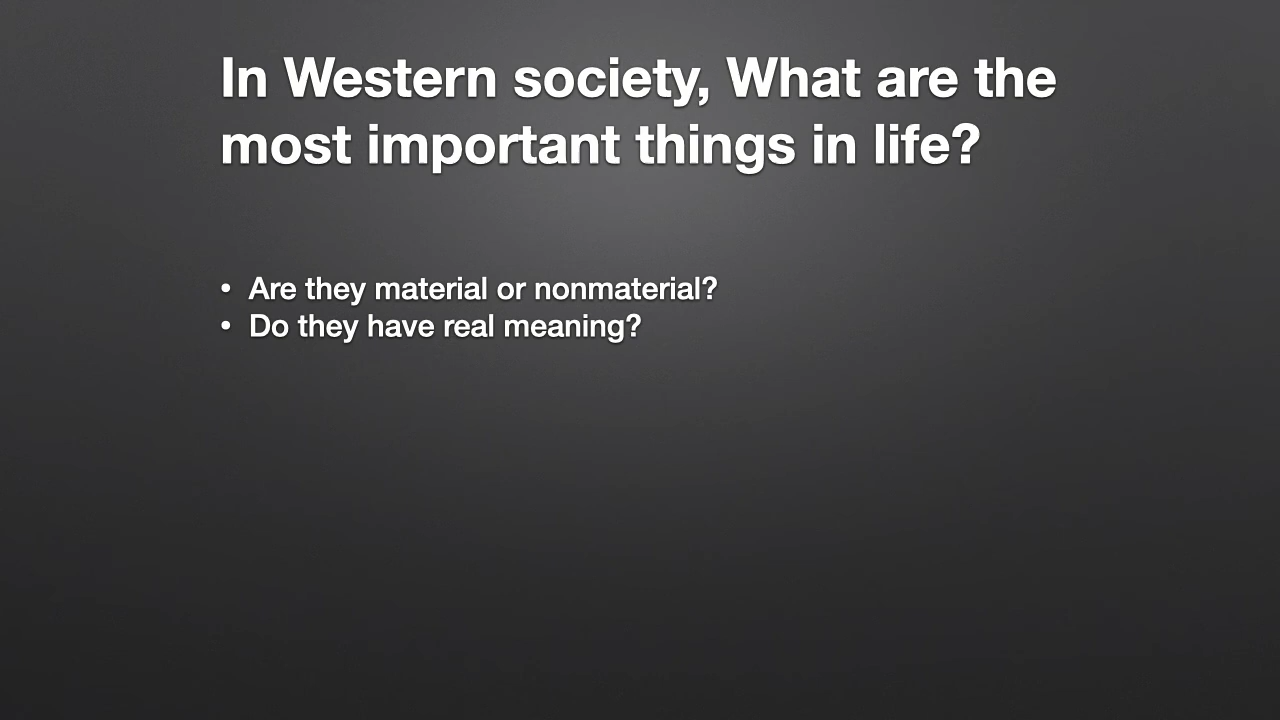 In Western society, What are the
most important things in life?
• Are they material or nonmaterial?
• Do they have real meaning?